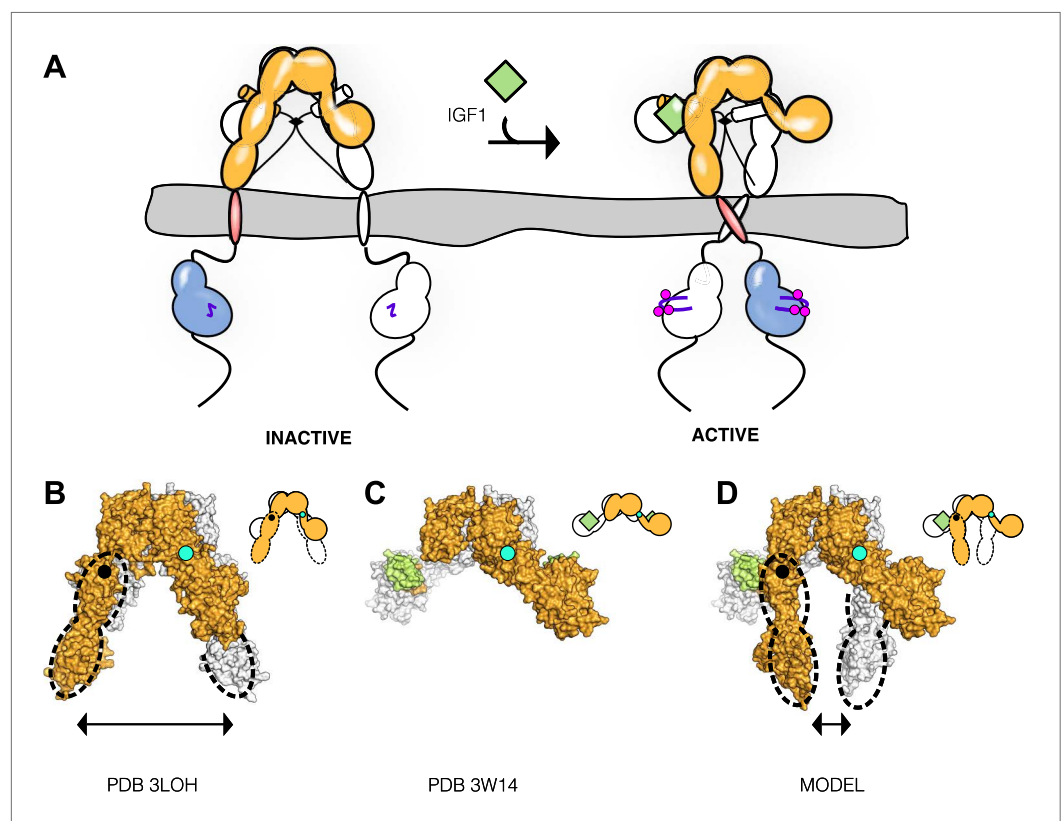 A
IGF1
INACTIVE
ACTIVE
B
C
D
PDB 3LOH
PDB 3W14
MODEL